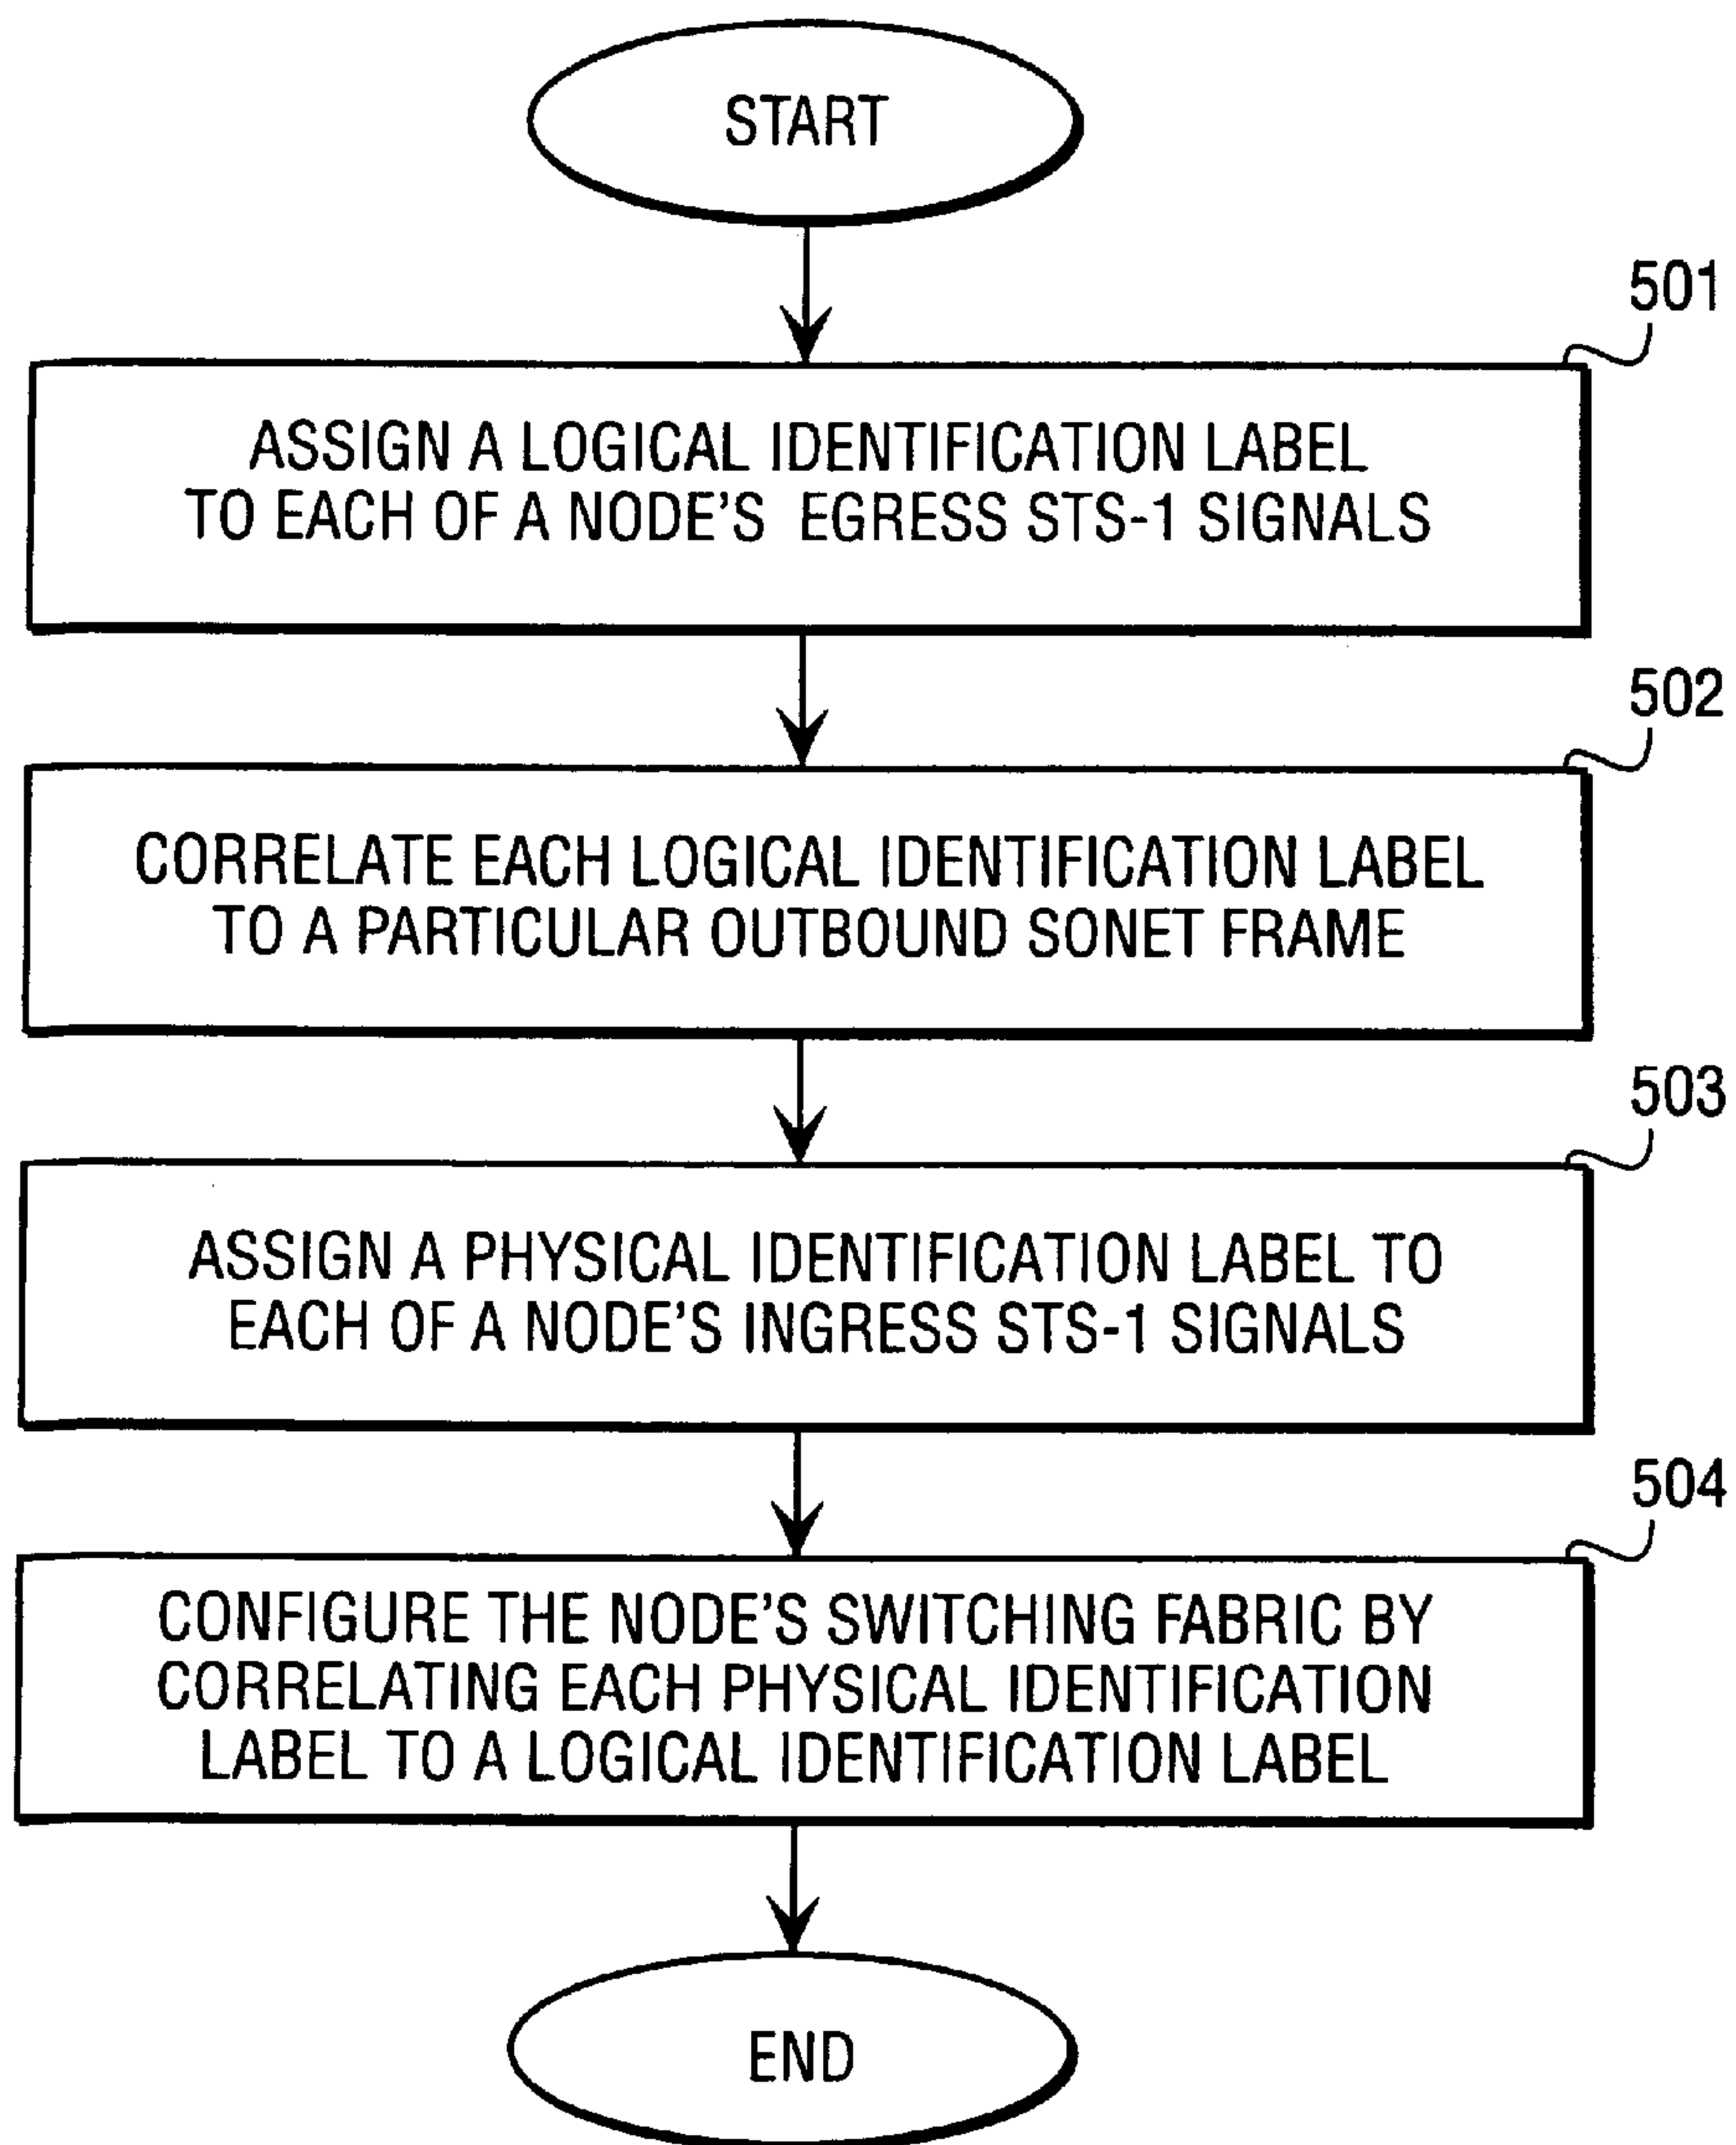 START
501
ASSIGN A LOGICAL IDENTIFICATION LABEL
TO EACH OF A NODE'S EGRESS STS-1 SIGNALS
502
CORRELATE EACH LOGICAL IDENTIFICATION LABEL
TO A PARTICULAR OUTBOUND SONET FRAME
503
ASSIGN A PHYSICAL IDENTIFICATION LABEL TO
EACH OF A NODE'S INGRESS STS-1 SIGNALS
504
CONFIGURE THE NODE'S SWITCHING FABRIC BY
CORRELATING EACH PHYSICAL IDENTIFICATION
LABEL TO A LOGICAL IDENTIFICATION LABEL
END